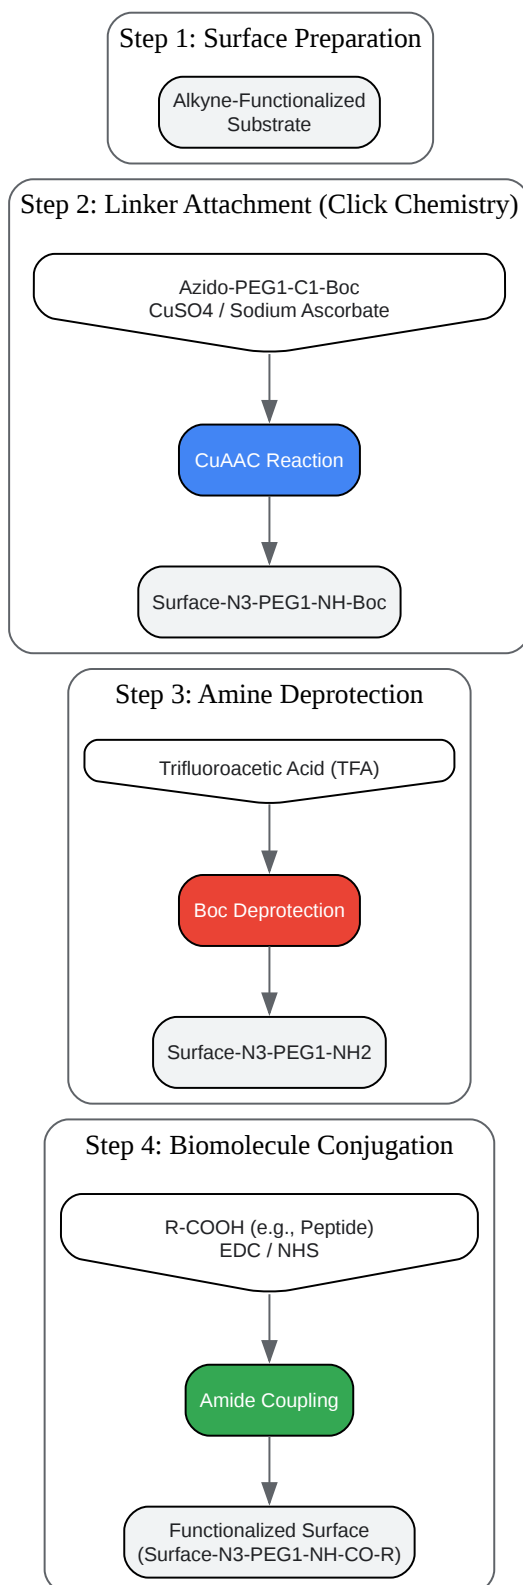 Step 1: Surface Preparation
Alkyne-Functionalized
Substrate
Step 2: Linker Attachment (Click Chemistry)
Azido-PEG1-C1-Boc
CuSO4 / Sodium Ascorbate
CuAAC Reaction
Surface-N3-PEG1-NH-Boc
Step 3: Amine Deprotection
Trifluoroacetic Acid (TFA)
Boc Deprotection
Surface-N3-PEG1-NH2
Step 4: Biomolecule Conjugation
R-COOH (e.g., Peptide)
EDC / NHS
Amide Coupling
Functionalized Surface
(Surface-N3-PEG1-NH-CO-R)